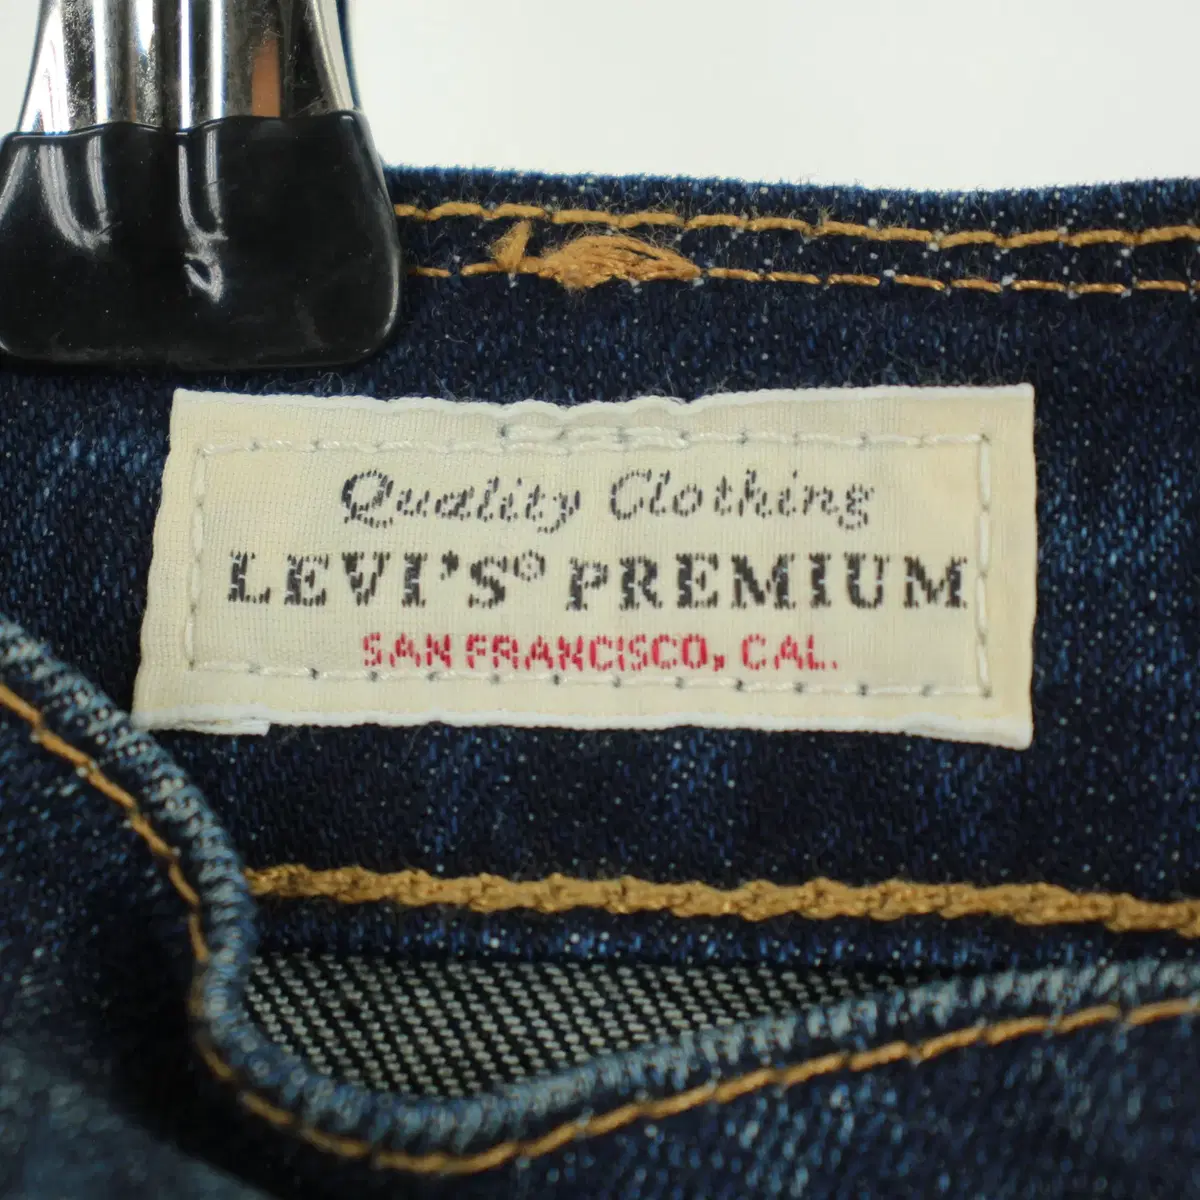 Quality Clothing
LEVI'S® PREMIUM
SAN FRANCISCO, CAL.